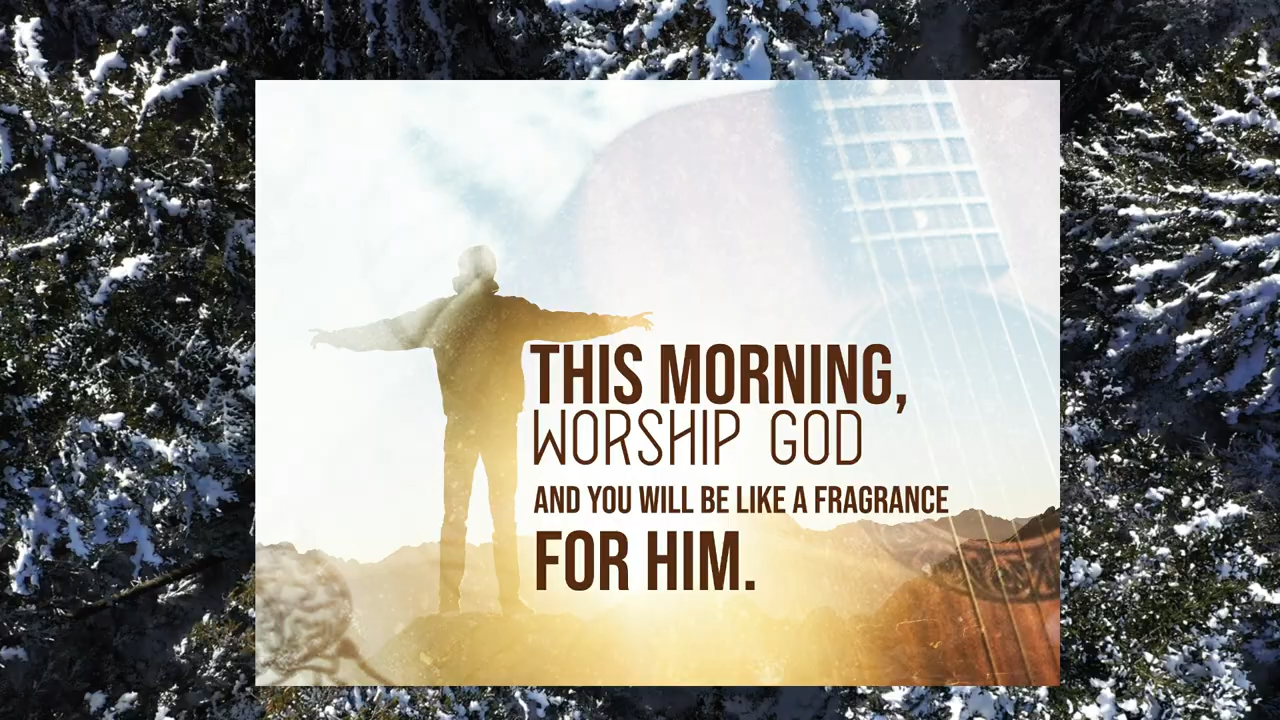 THIS MORNING,
WORSHIP GOD
AND YOU WILL BE LIKE A FRAGRANCE
FOR HIM.